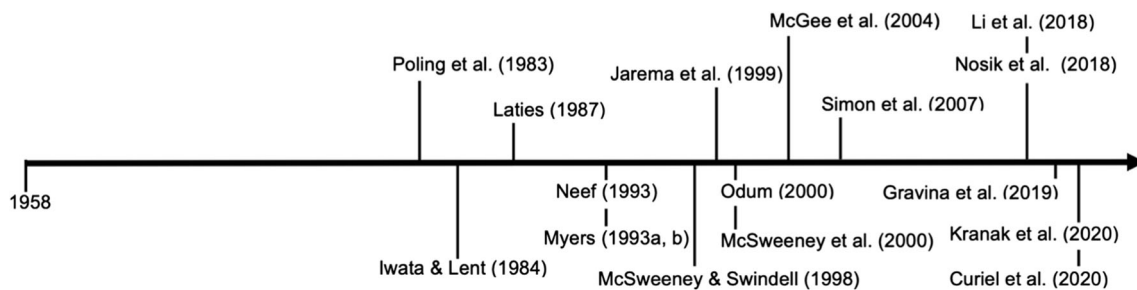 McGee et al. (2004)
Li et al. (2018)
Poling et al. (1983)
Jarema et al. (1999)
Nosik et al. (2018)
Laties (1987)
Simon et al. (2007)
1958
Neef (1993)
Odum (2000)
Gravina et al. (2019)
Myers (1993a, b)
McSweeney et al. (2000)
Kranak et al. (2020)
Iwata & Lent (1984)
McSweeney & Swindell (1998)
Curiel et al. (2020)